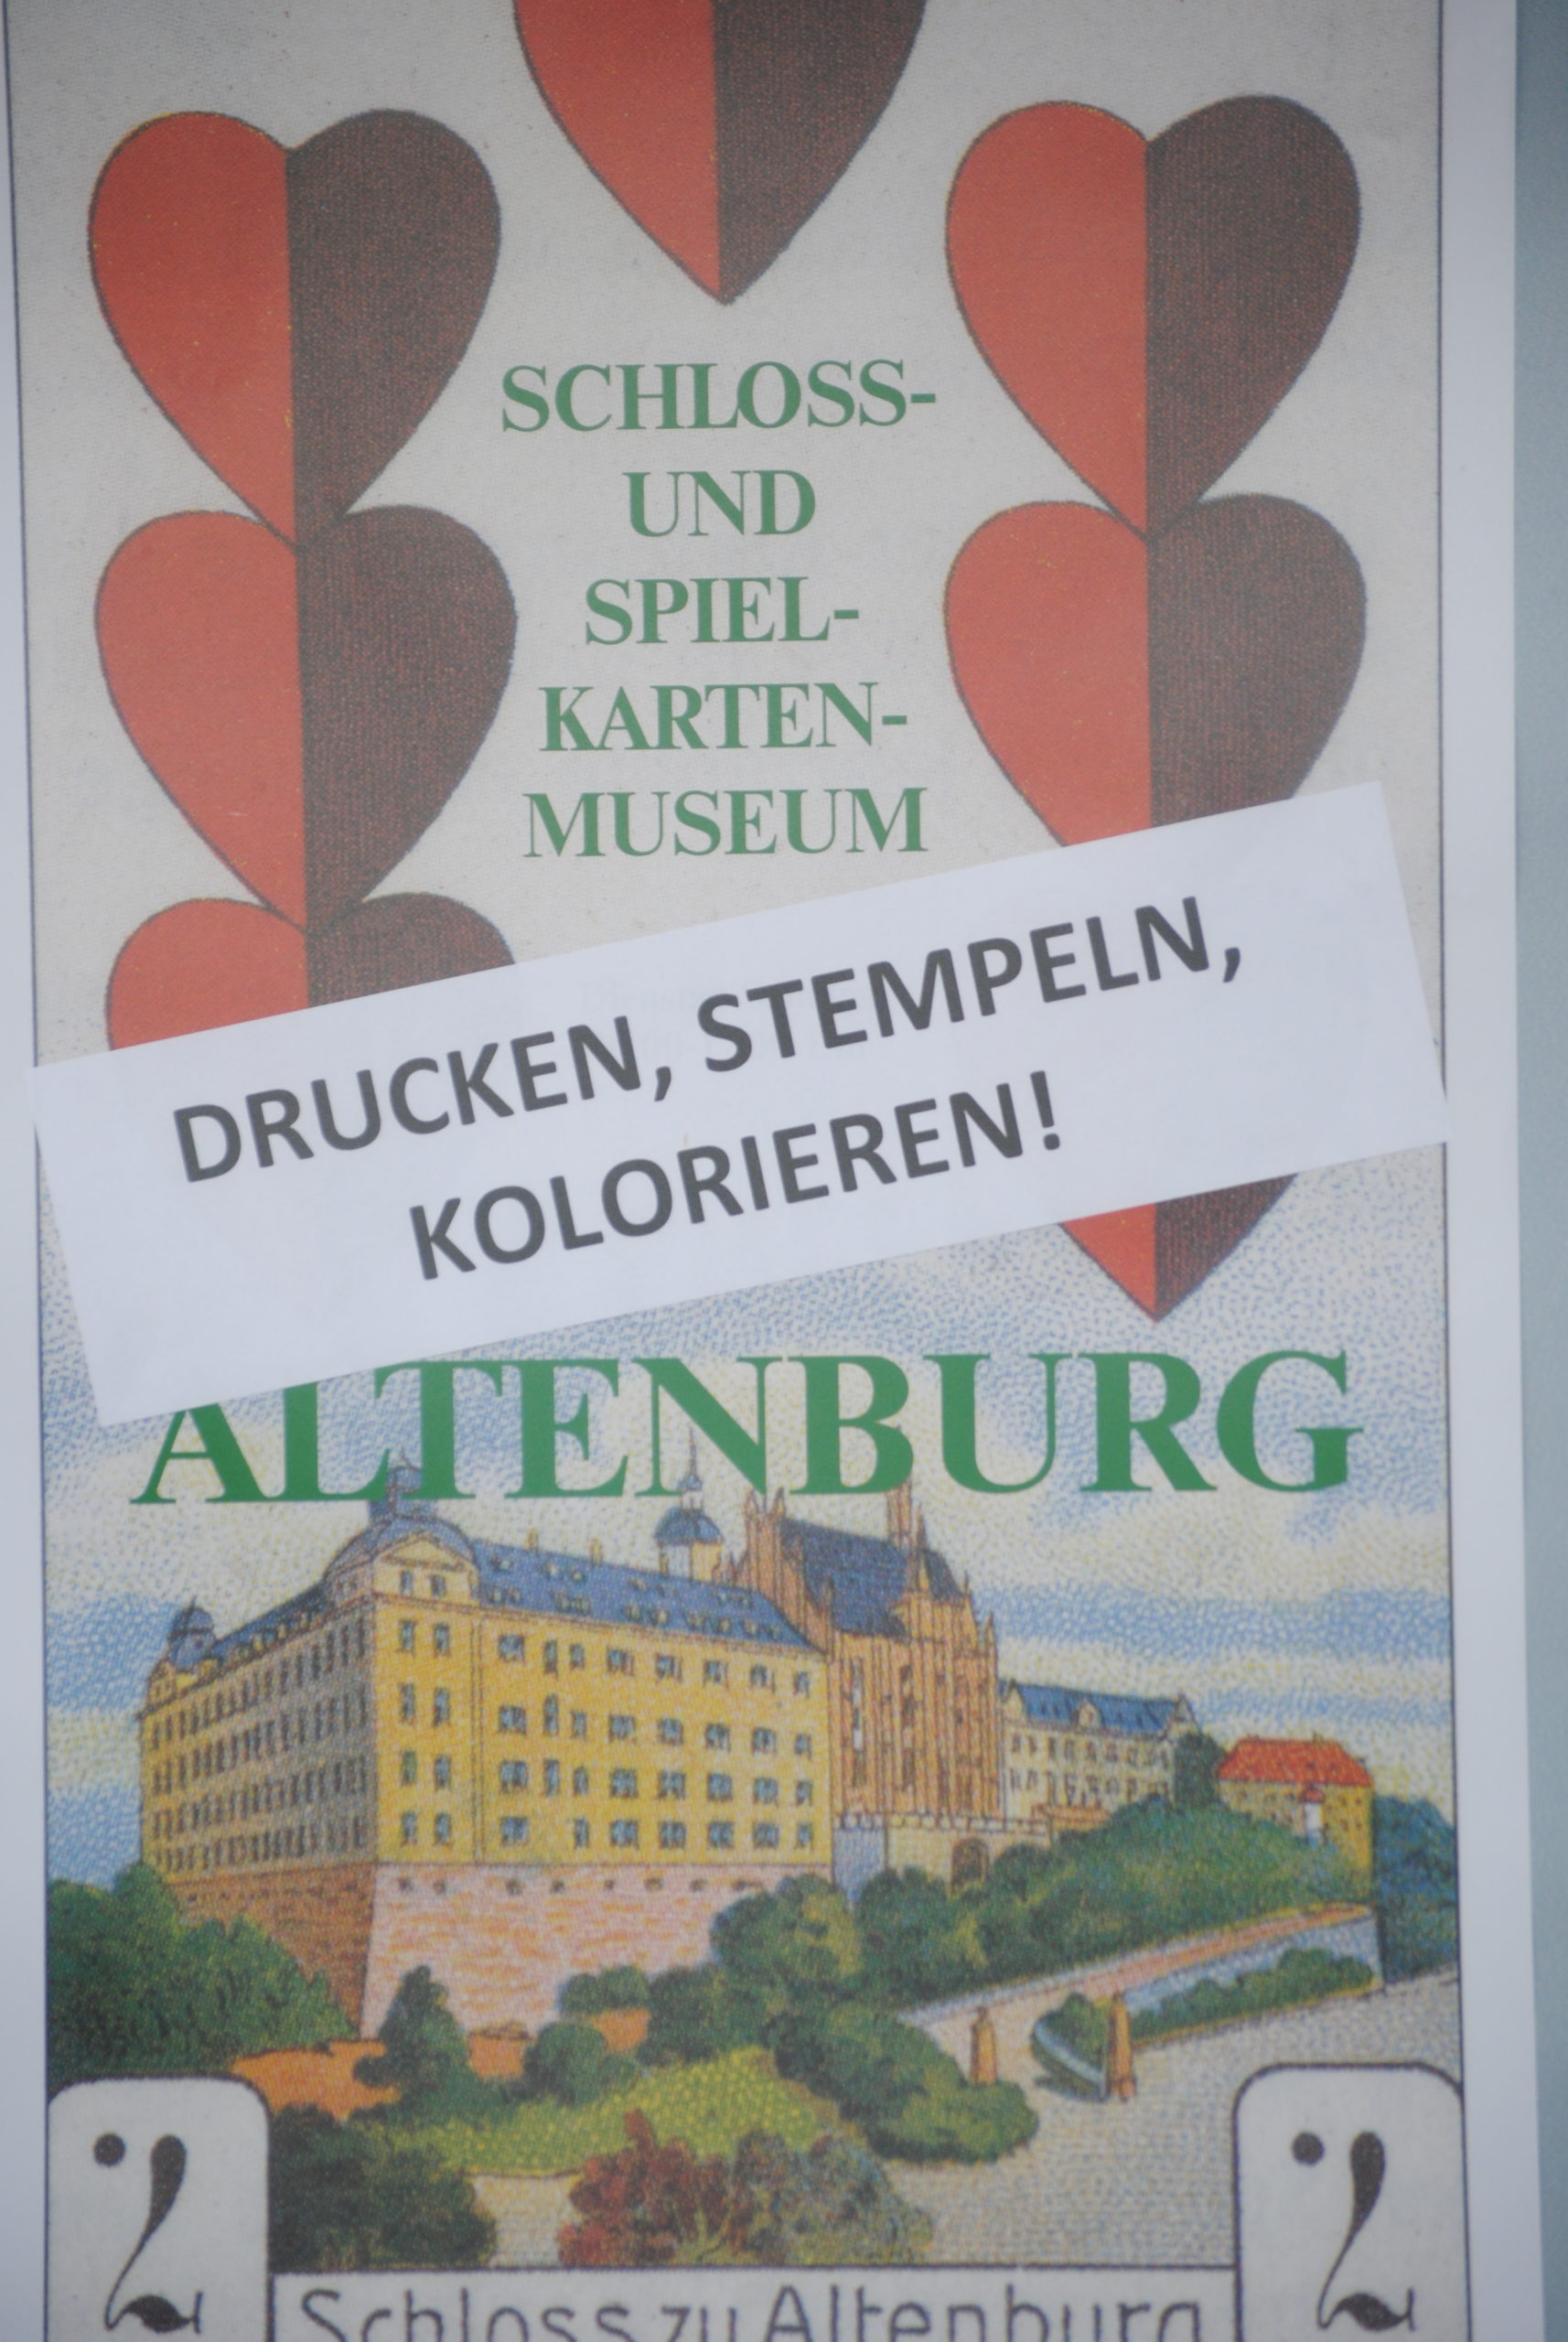 SCHLOSS-
UND
SPIEL-
KARTEN-
MUSEUM
DRUCKEN, STEMPELN,
KOLORIEREN!
ALTENBURG
2 2
Schloss zu Altenburg